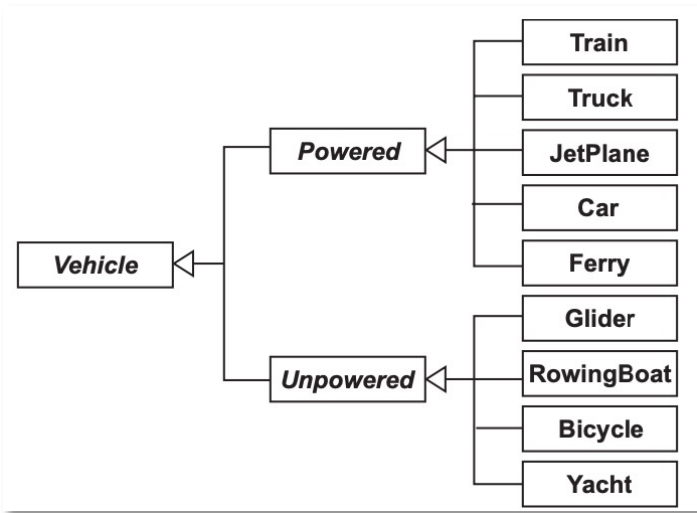 Train
Truck
Powered
JetPlane
Car
Vehicle
Ferry
Glider
Unpowered
RowingBoat
Bicycle
Yacht